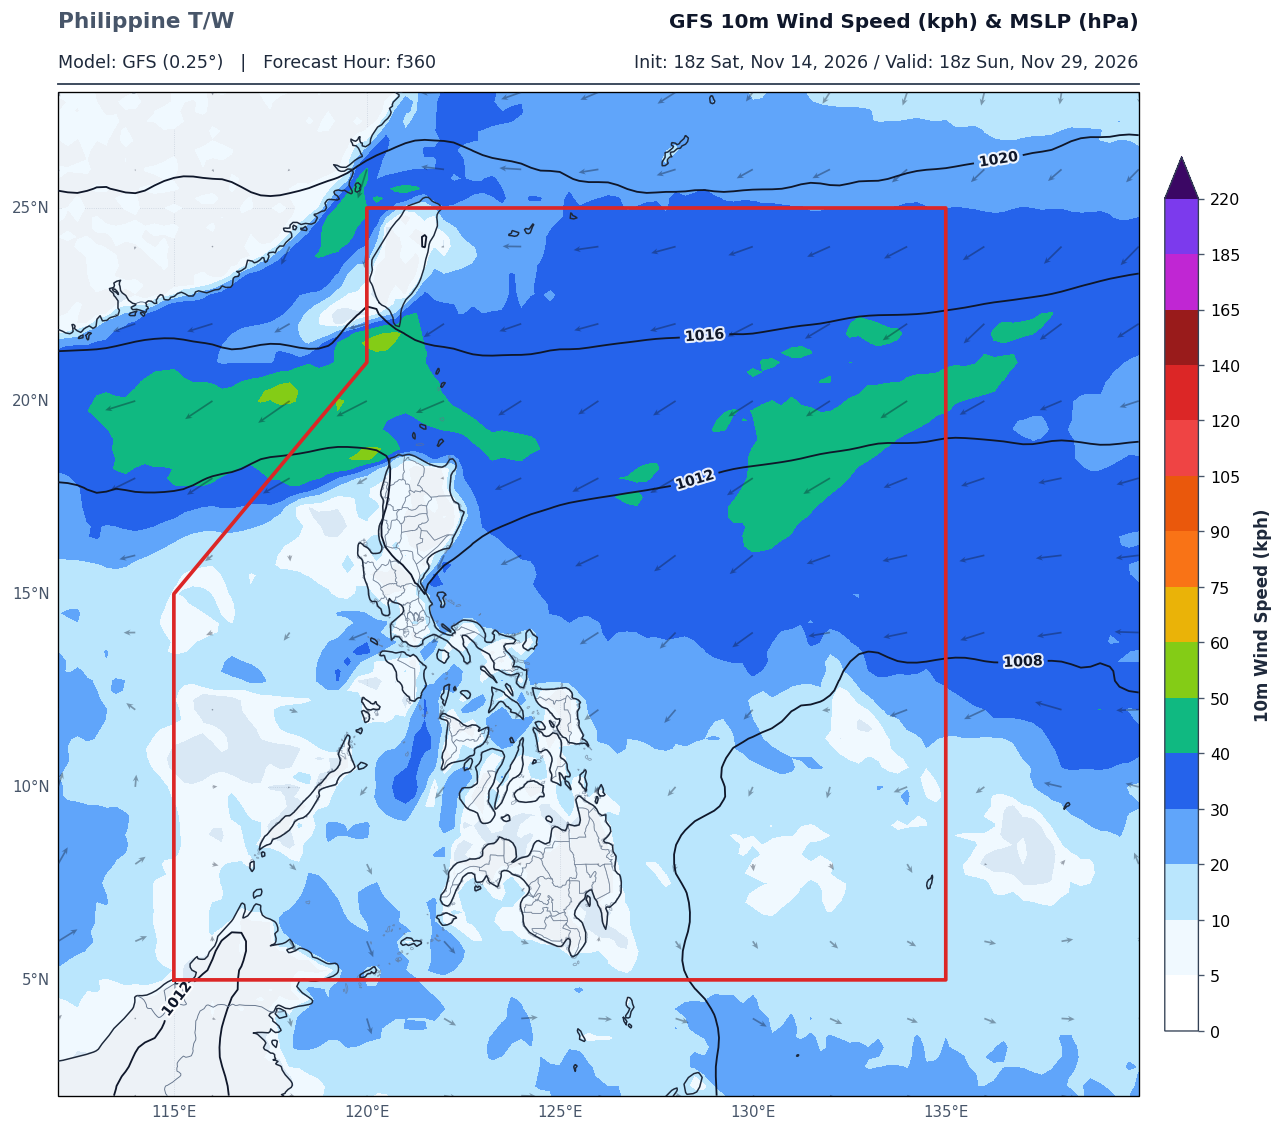 Philippine T/W
GFS 10m Wind Speed (kph) & MSLP (hPa)
Model: GFS (0.25°) | Forecast Hour: f360
Init: 18z Sat, Nov 14, 2026 / Valid: 18z Sun, Nov 29, 2026
1020
1016
1012
1008
1012
25°N
20°N
15°N
10°N
5°N
115°E
120°E
125°E
130°E
135°E
220
185
165
140
120
105
90
75
60
50
40
30
20
10
5
0
10m Wind Speed (kph)